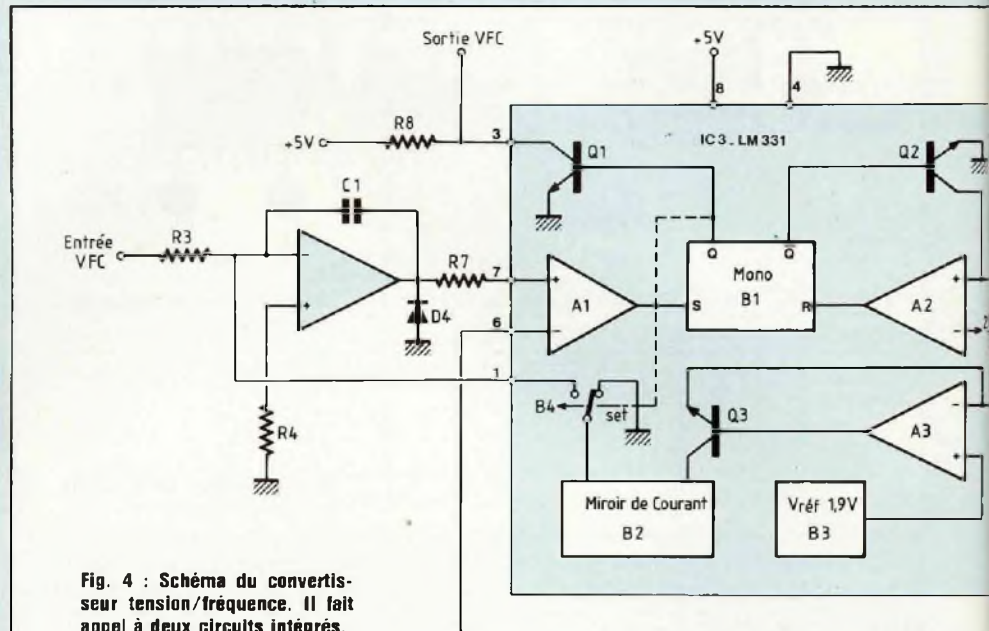 Sortie VFC
+5V
8
4
+5V
R8
3
IC3_LM331
Q1
Q2
C1
R3
Entrée
VFC
-
+
R7
7
+
A1
S
Q
Q̅
Mono
B1
R
A2
+
-
D4
6
-
1
B4
set
Q3
A3
-
+
R4
Miroir de Courant
B2
Vréf 1,9V
B3
Fig. 4 : Schéma du convertis-
seur tension/fréquence. Il fait
appel à deux circuits intégrés.